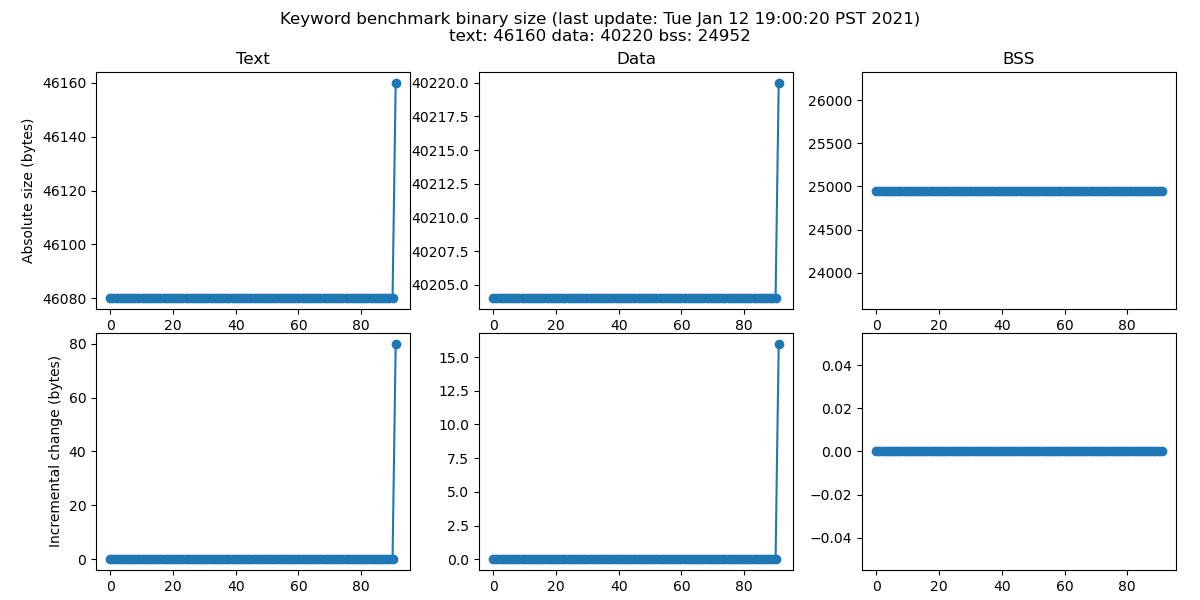 Keyword benchmark binary size (last update: Tue Jan 12 19:00:20 PST 2021)
text: 46160 data: 40220 bss: 24952
Text
Absolute size (bytes)
46160
46140
46120
46100
46080
0 20 40 60 80
Data
40220.0
40217.5
40215.0
40212.5
40210.0
40207.5
40205.0
0 20 40 60 80
BSS
26000
25500
25000
24500
24000
0 20 40 60 80
Incremental change (bytes)
80
60
40
20
0
0 20 40 60 80
15.0
12.5
10.0
7.5
5.0
2.5
0.0
0 20 40 60 80
0.04
0.02
0.00
−0.02
−0.04
0 20 40 60 80